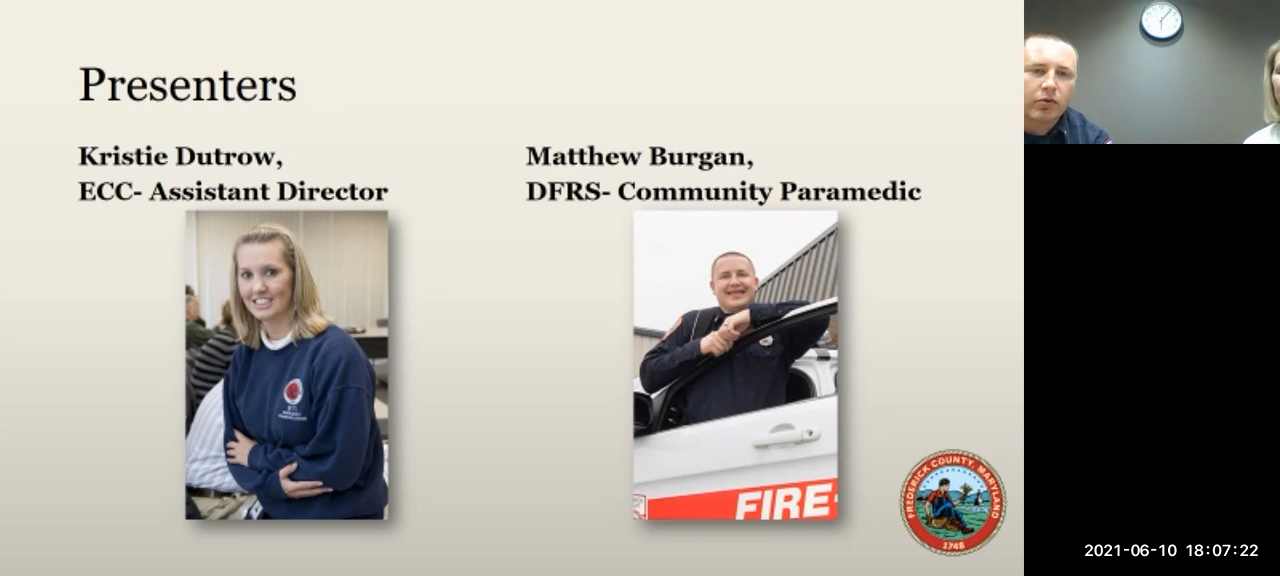 Presenters
Kristie Dutrow,
ECC- Assistant Director
Matthew Burgan,
DFRS- Community Paramedic
FIRE
FREDERICK COUNTY, MARYLAND
1748
2021-06-10 18:07:22